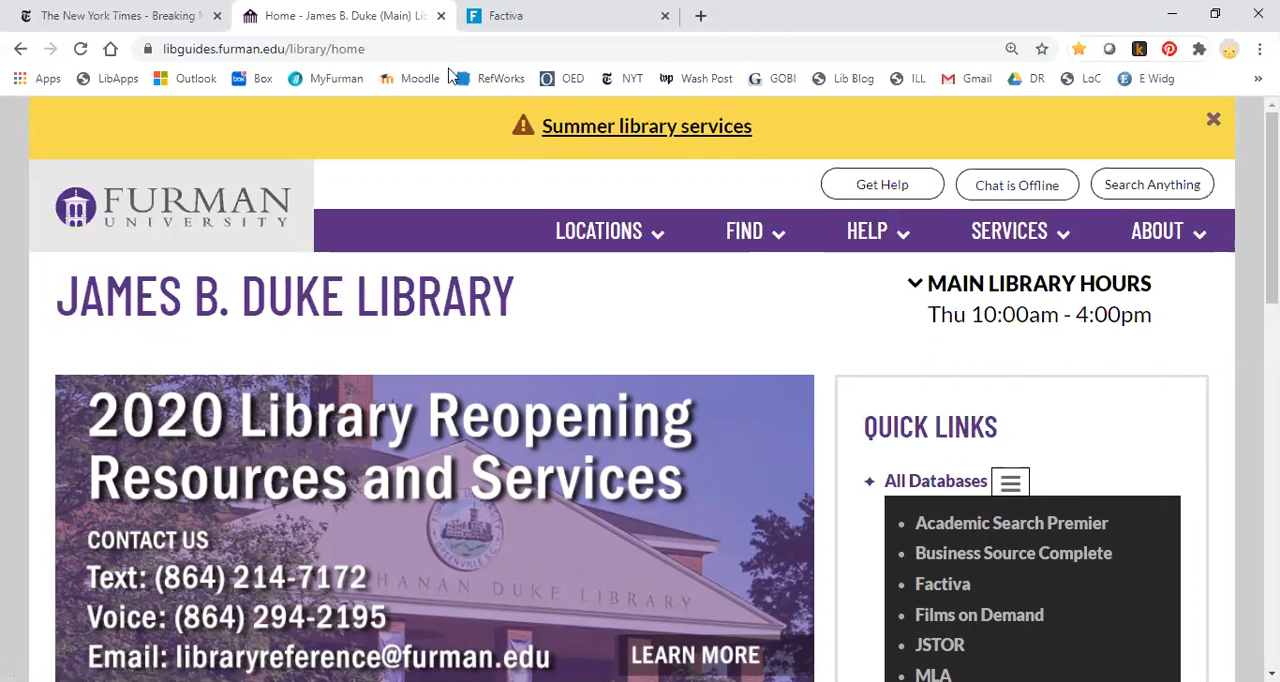 The New York Times - Breaking N
Home - James B. Duke (Main) Lib
Factiva
libguides.furman.edu/library/home
Apps LibApps Outlook Box MyFurman Moodle RefWorks OED NYT Wash Post GOBI Lib Blog ILL Gmail DR LoC E Widg
Summer library services
FURMAN
UNIVERSITY
Get Help
Chat is Offline
Search Anything
LOCATIONS FIND HELP SERVICES ABOUT
JAMES B. DUKE LIBRARY
MAIN LIBRARY HOURS
Thu 10:00am - 4:00pm
2020 Library Reopening
Resources and Services
CONTACT US
Text: (864) 214-7172
Voice: (864) 294-2195
Email: libraryreference@furman.edu
HANAN DUKE LIBRARY
LEARN MORE
QUICK LINKS
All Databases
Academic Search Premier
Business Source Complete
Factiva
Films on Demand
JSTOR
MLA